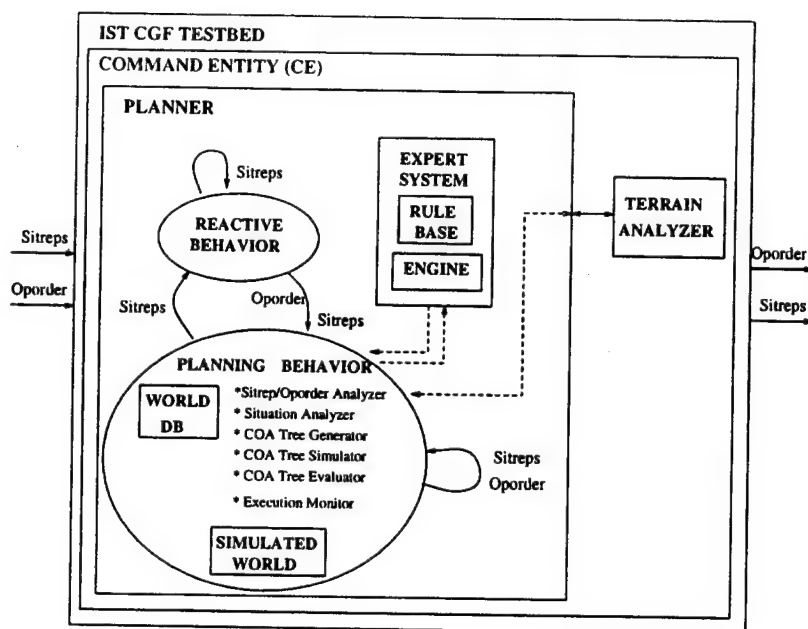 IST CGF TESTBED
COMMAND ENTITY (CE)
PLANNER
Sitreps
REACTIVE
BEHAVIOR
EXPERT
SYSTEM
RULE
BASE
ENGINE
TERRAIN
ANALYZER
Sitreps
Oporder
Oporder
Sitreps
Sitreps
Oporder
Sitreps
PLANNING BEHAVIOR
WORLD
DB
*Sitrep/Oporder Analyzer
* Situation Analyzer
* COA Tree Generator
* COA Tree Simulator
* COA Tree Evaluator
* Execution Monitor
Sitreps
Oporder
SIMULATED
WORLD